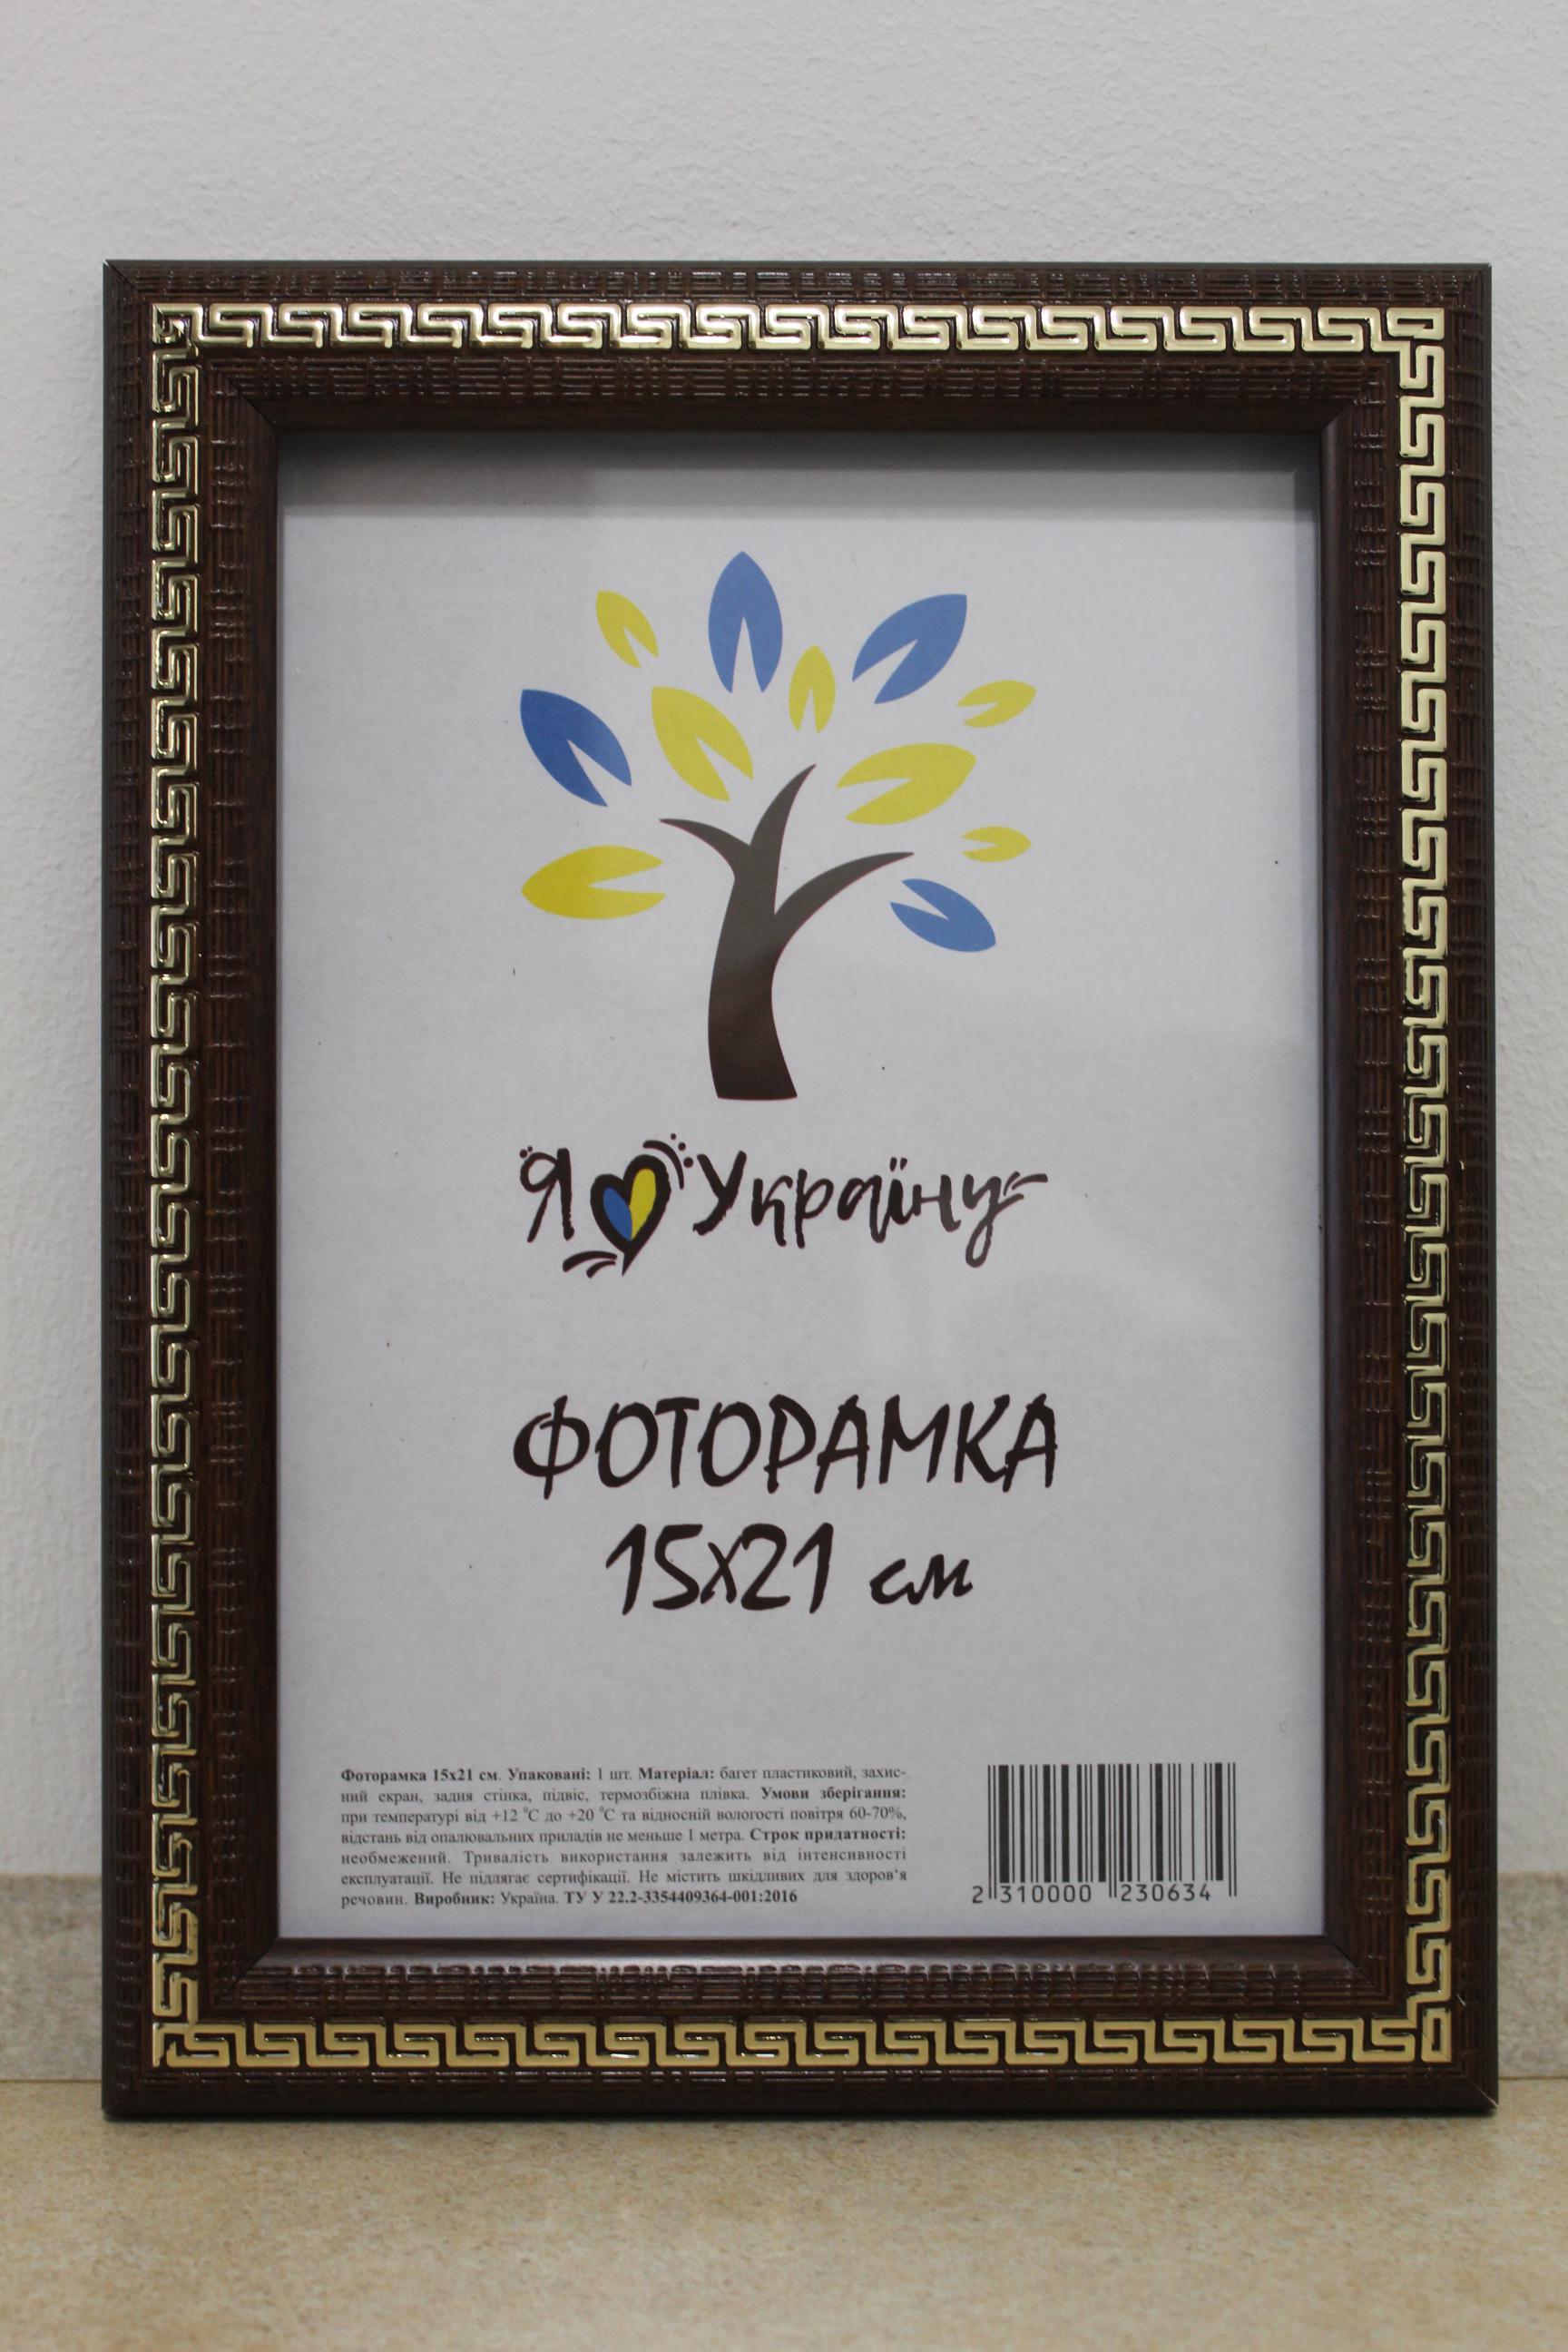 Я Україну
ФОТОРАМКА
15х21 см
Фоторамка 15х21 см. Упаковані: 1 шт. Матеріал: багет пластиковий, захис-
ний екран, задня стінка, підвіс, термозбіжна плівка. Умови зберігання:
при температурі від +12 °С до +20 °С та відносній вологості повітря 60-70%,
відстань від опалювальних приладів не меньше 1 метра. Строк придатності:
необмежений. Тривалість використання залежить від інтенсивності
експлуатації. Не підлягає сертифікації. Не містить шкідливих для здоров'я
речовин. Виробник: Україна. ТУ У 22.2-3354409364-001:2016
2 310000 230634